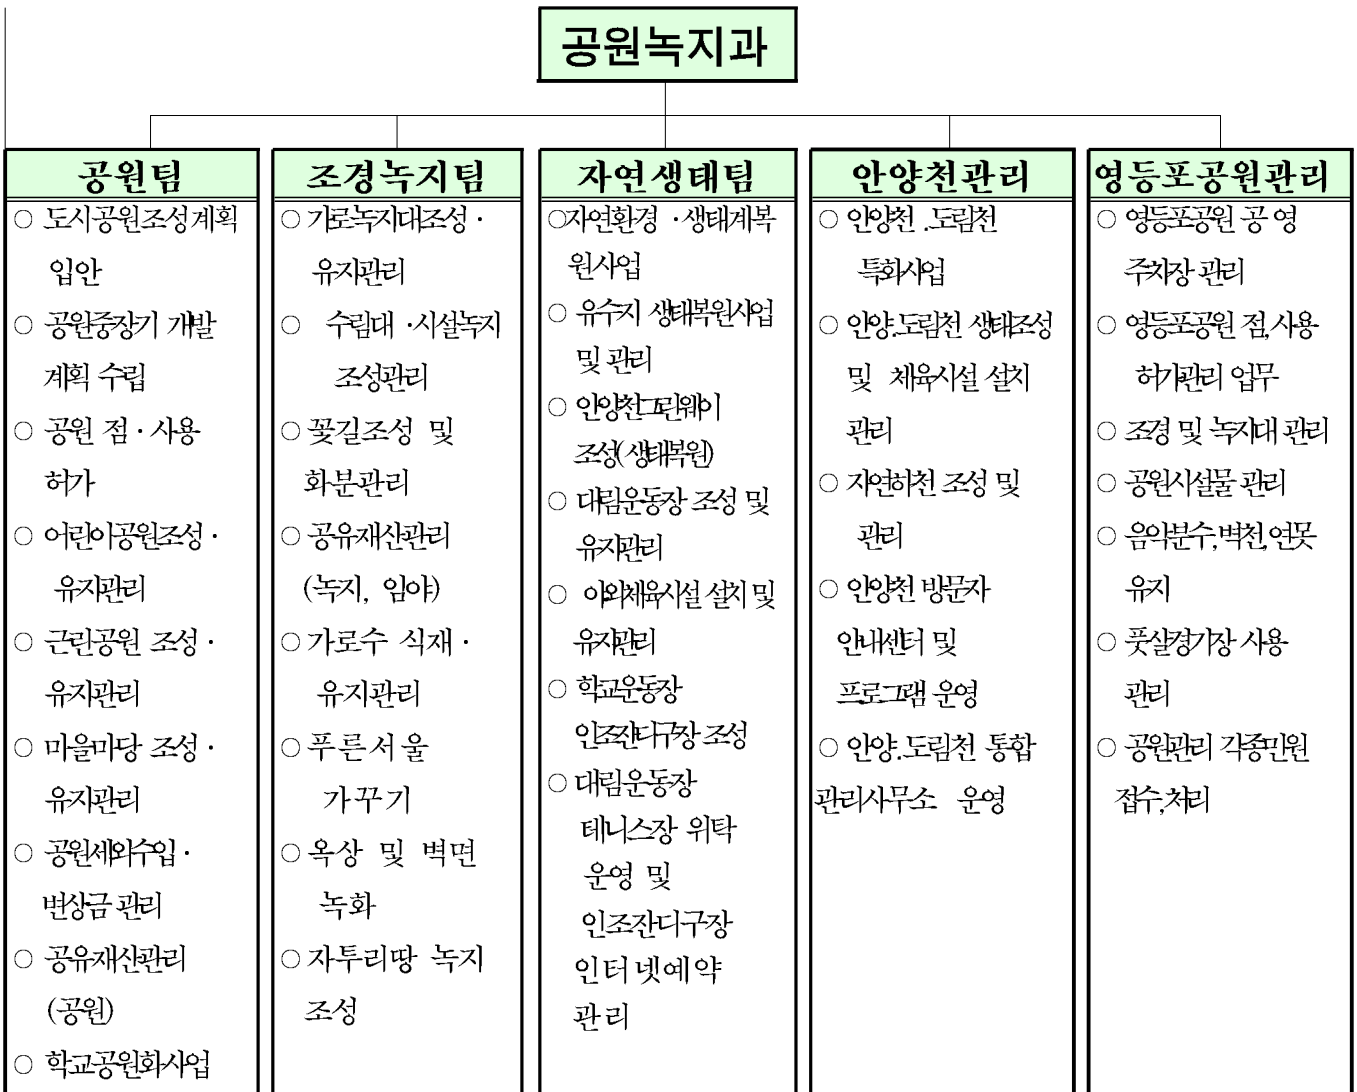 공원녹지과
공원팀
○ 도시공원조성계획
입안
○ 공원중장기 개발
계획 수립
○ 공원 점·사용
허가
○ 어린이공원조성·
유지관리
○ 근린공원 조성·
유지관리
○ 마을마당 조성·
유지관리
○ 공원세외수입·
변상금 관리
○ 공유재산관리
(공원)
○ 학교공원화사업
조경녹지팀
○ 가로녹지대조성·
유지관리
○ 수림대 ·시설녹지
조성관리
○ 꽃길조성 및
화분관리
○ 공유재산관리
(녹지, 임야)
○ 가로수 식재·
유지관리
○ 푸른서울
가꾸기
○ 옥상 및 벽면
녹화
○ 자투리땅 녹지
조성
자연생태팀
○자연환경 ·생태계복
원사업
○ 유수지 생태복원사업
및 관리
○ 안양천그린웨이
조성(생태복원)
○ 대림운동장 조성 및
유지관리
○ 야외체육시설 설치 및
유지관리
○ 학교운동장
인조잔디구장 조성
○ 대림운동장
테니스장 위탁
운영 및
인조잔디구장
인터넷예약
관리
안양천관리
○ 안양천.도림천
특화사업
○ 안양.도림천 생태조성
및 체육시설 설치
관리
○ 자연하천 조성 및
관리
○ 안양천 방문자
안내센터 및
프로그램 운영
○ 안양.도림천 통합
관리사무소 운영
영등포공원관리
○ 영등포공원 공영
주차장 관리
○ 영등포공원 점,사용
허가관리 업무
○ 조경 및 녹지대 관리
○ 공원시설물 관리
○ 음악분수,벽천,연못
유지
○ 풋살경기장 사용
관리
○ 공원관리 각종민원
접수,처리